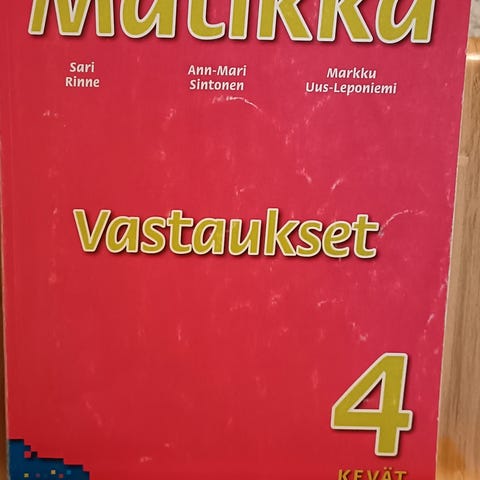 Matikka
Sari Rinne
Ann-Mari Sintonen
Markku Uus-Leponiemi
Vastaukset
4
KEVÄT